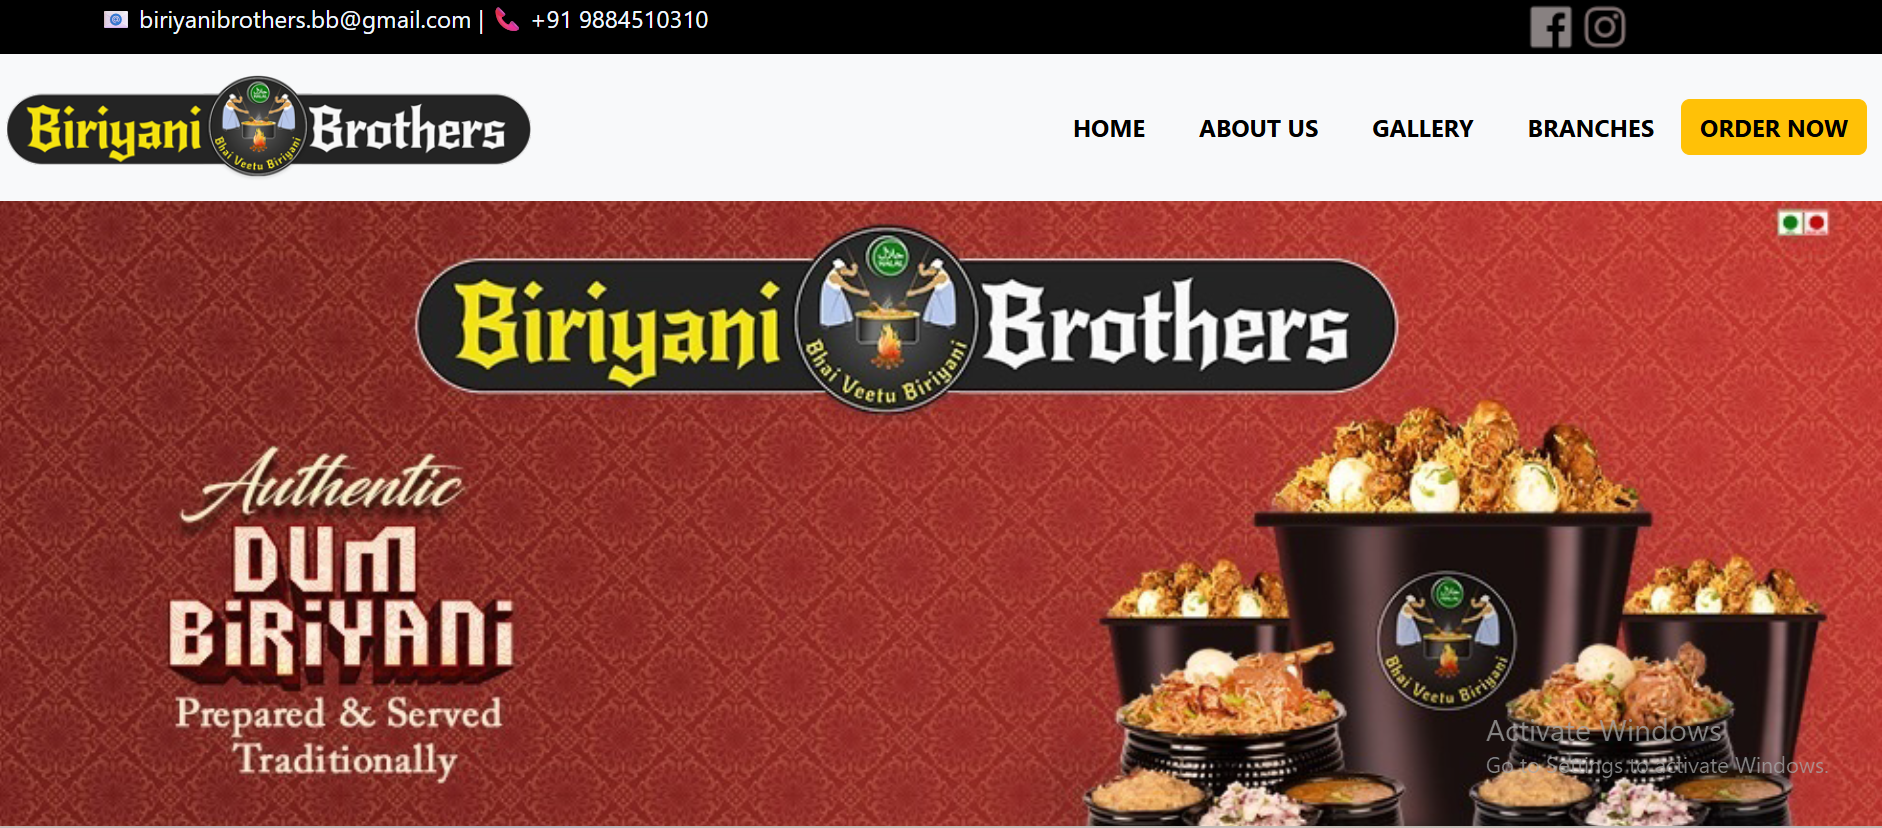 biriyanibrothers.bb@gmail.com | +91 9884510310
Biriyani Brothers
Bhai Veetu Biriyani
HOME ABOUT US GALLERY BRANCHES ORDER NOW
حلال
HALAL
Biriyani Brothers
Bhai Veetu Biriyani
Authentic
DUM
BiRiYANi
Prepared & Served
Traditionally
Bhai Veetu Biriyani
Activate Windows
Go to Settings to activate Windows.